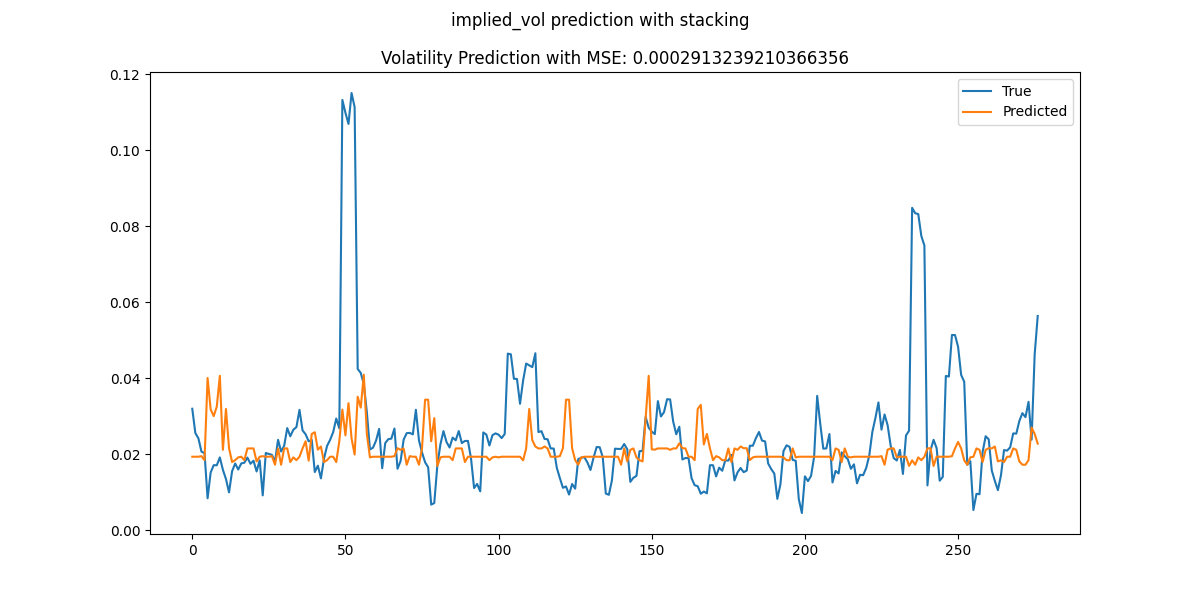 implied_vol prediction with stacking
Volatility Prediction with MSE: 0.0002913239210366356
True
Predicted
0.12
0.10
0.08
0.06
0.04
0.02
0.00
0 50 100 150 200 250